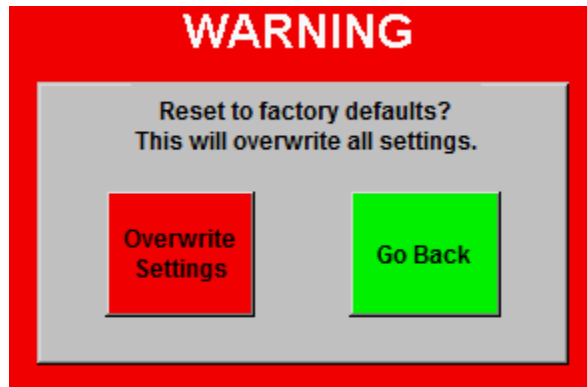 WARNING
Reset to factory defaults?
This will overwrite all settings.
Overwrite
Settings
Go Back